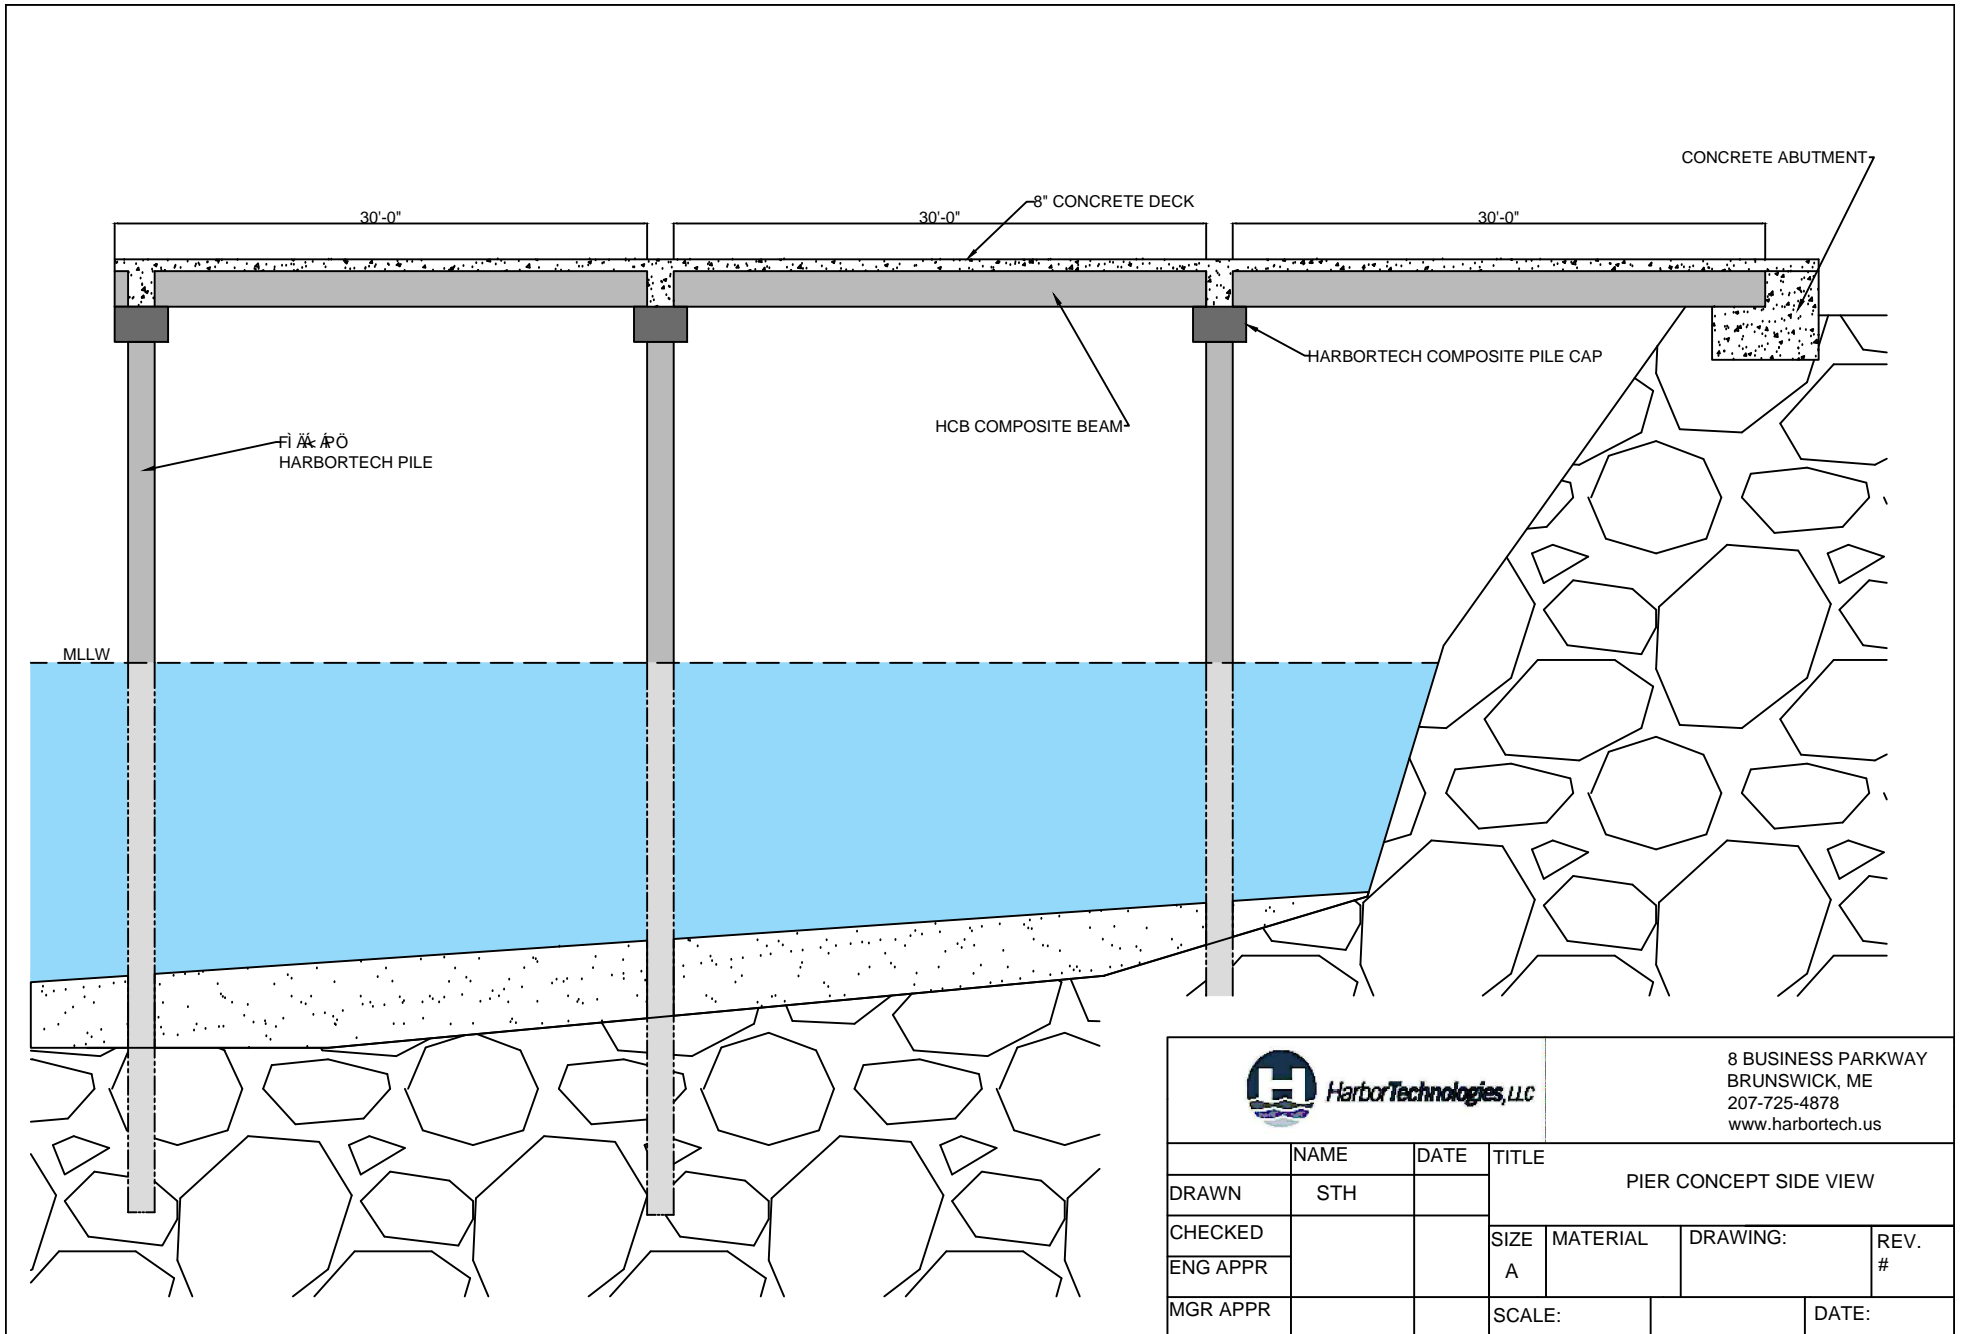 CONCRETE ABUTMENT
8" CONCRETE DECK
30'-0" 30'-0" 30'-0"
HARBORTECH COMPOSITE PILE CAP
HCB COMPOSITE BEAM
HARBORTECH PILE
MLLW
HarborTechnologies, LLC
8 BUSINESS PARKWAY
BRUNSWICK, ME
207-725-4878
www.harbortech.us
NAME DATE TITLE
PIER CONCEPT SIDE VIEW
DRAWN STH
CHECKED
SIZE MATERIAL DRAWING: REV.
A #
ENG APPR
MGR APPR SCALE: DATE: